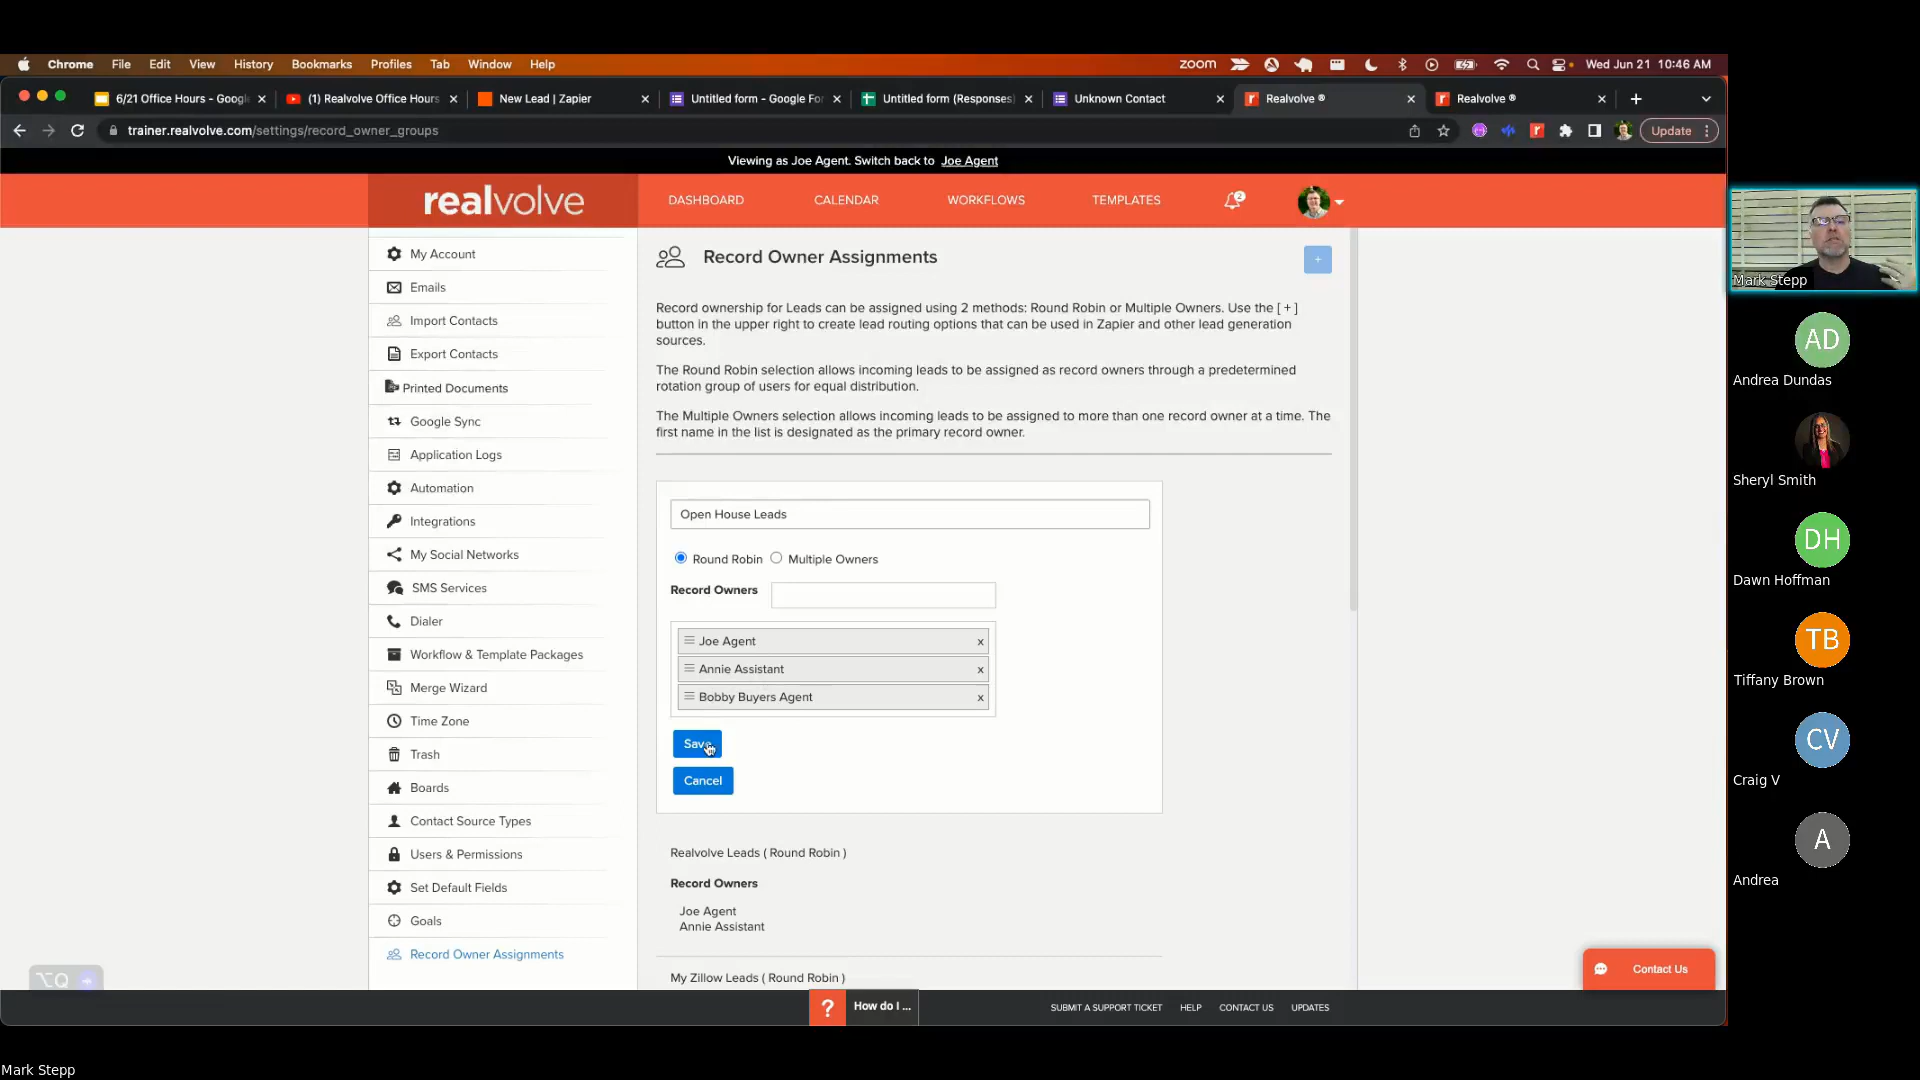 Chrome File Edit View History Bookmarks Profiles Tab Window Help
zoom
Wed Jun 21 10:46 AM
6/21 Office Hours - Google
(1) Realvolve Office Hours
New Lead | Zapier
Untitled form - Google For
Untitled form (Responses)
Unknown Contact
Realvolve ®
Realvolve ®
trainer.realvolve.com/settings/record_owner_groups
Update
Viewing as Joe Agent. Switch back to Joe Agent
realvolve
DASHBOARD
CALENDAR
WORKFLOWS
TEMPLATES
2
My Account
Emails
Import Contacts
Export Contacts
Printed Documents
Google Sync
Application Logs
Automation
Integrations
My Social Networks
SMS Services
Dialer
Workflow & Template Packages
Merge Wizard
Time Zone
Trash
Boards
Contact Source Types
Users & Permissions
Set Default Fields
Goals
Record Owner Assignments
⌥Q
Record Owner Assignments
+
Record ownership for Leads can be assigned using 2 methods: Round Robin or Multiple Owners. Use the [ + ]
button in the upper right to create lead routing options that can be used in Zapier and other lead generation
sources.
The Round Robin selection allows incoming leads to be assigned as record owners through a predetermined
rotation group of users for equal distribution.
The Multiple Owners selection allows incoming leads to be assigned to more than one record owner at a time. The
first name in the list is designated as the primary record owner.
Open House Leads
Round Robin
Multiple Owners
Record Owners
Joe Agent x
Annie Assistant x
Bobby Buyers Agent x
Save
Cancel
Realvolve Leads ( Round Robin )
Record Owners
Joe Agent
Annie Assistant
My Zillow Leads ( Round Robin )
Contact Us
? How do I ...
SUBMIT A SUPPORT TICKET
HELP
CONTACT US
UPDATES
Mark Stepp
AD
Andrea Dundas
Sheryl Smith
DH
Dawn Hoffman
TB
Tiffany Brown
CV
Craig V
A
Andrea
Mark Stepp